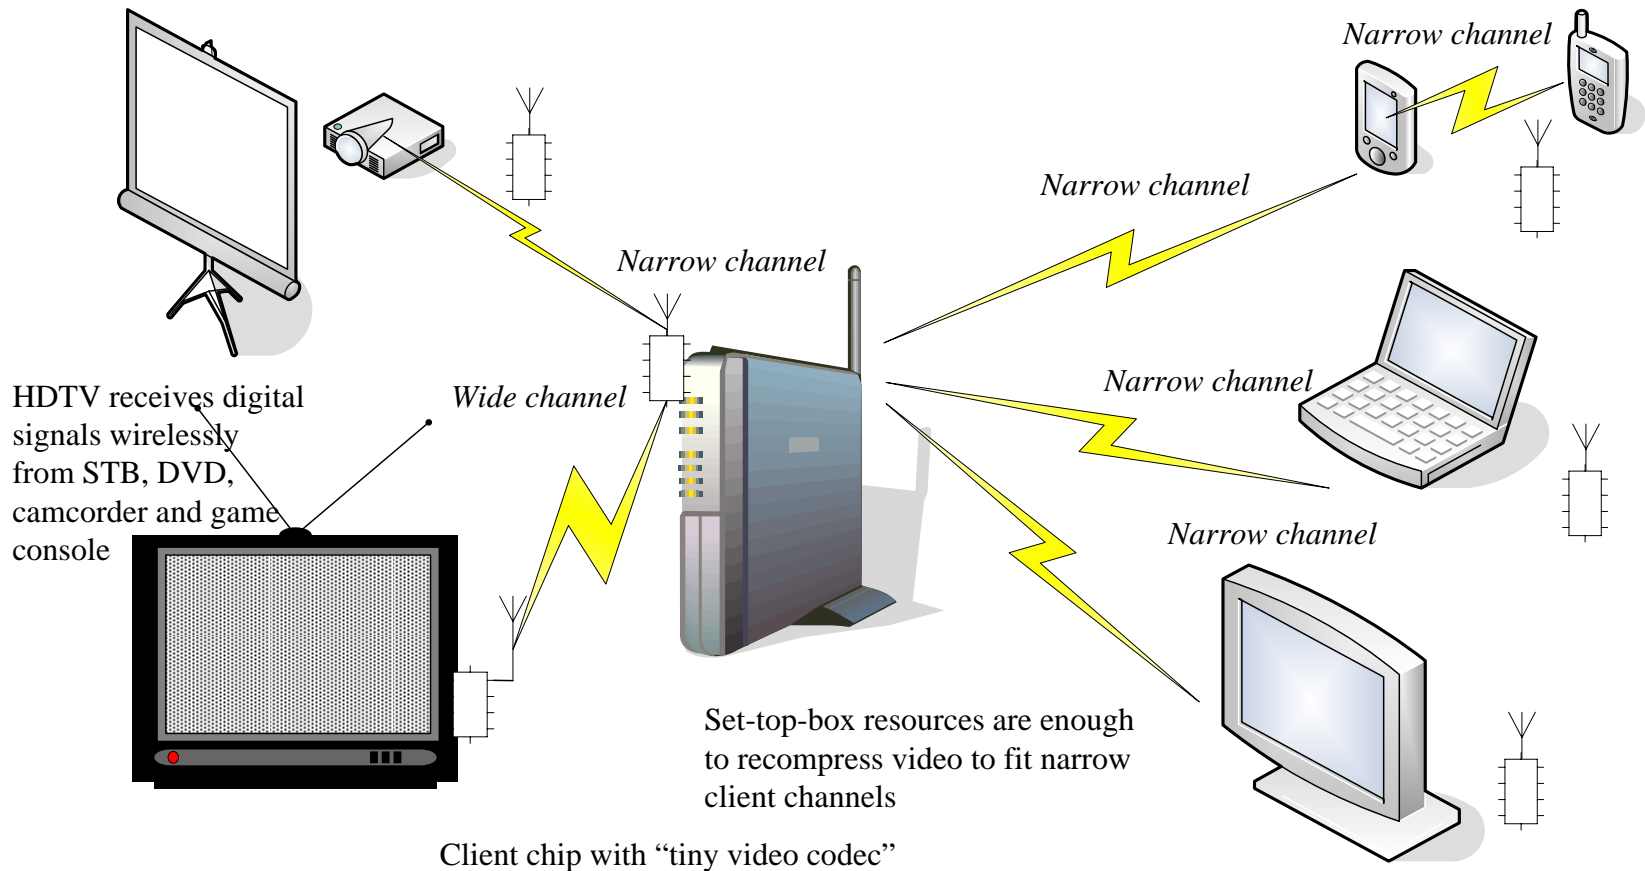 Narrow channel
Narrow channel
Narrow channel
HDTV receives digital
signals wirelessly
from STB, DVD,
camcorder and game
console
Wide channel
Narrow channel
Narrow channel
Set-top-box resources are enough
to recompress video to fit narrow
client channels
Client chip with “tiny video codec”